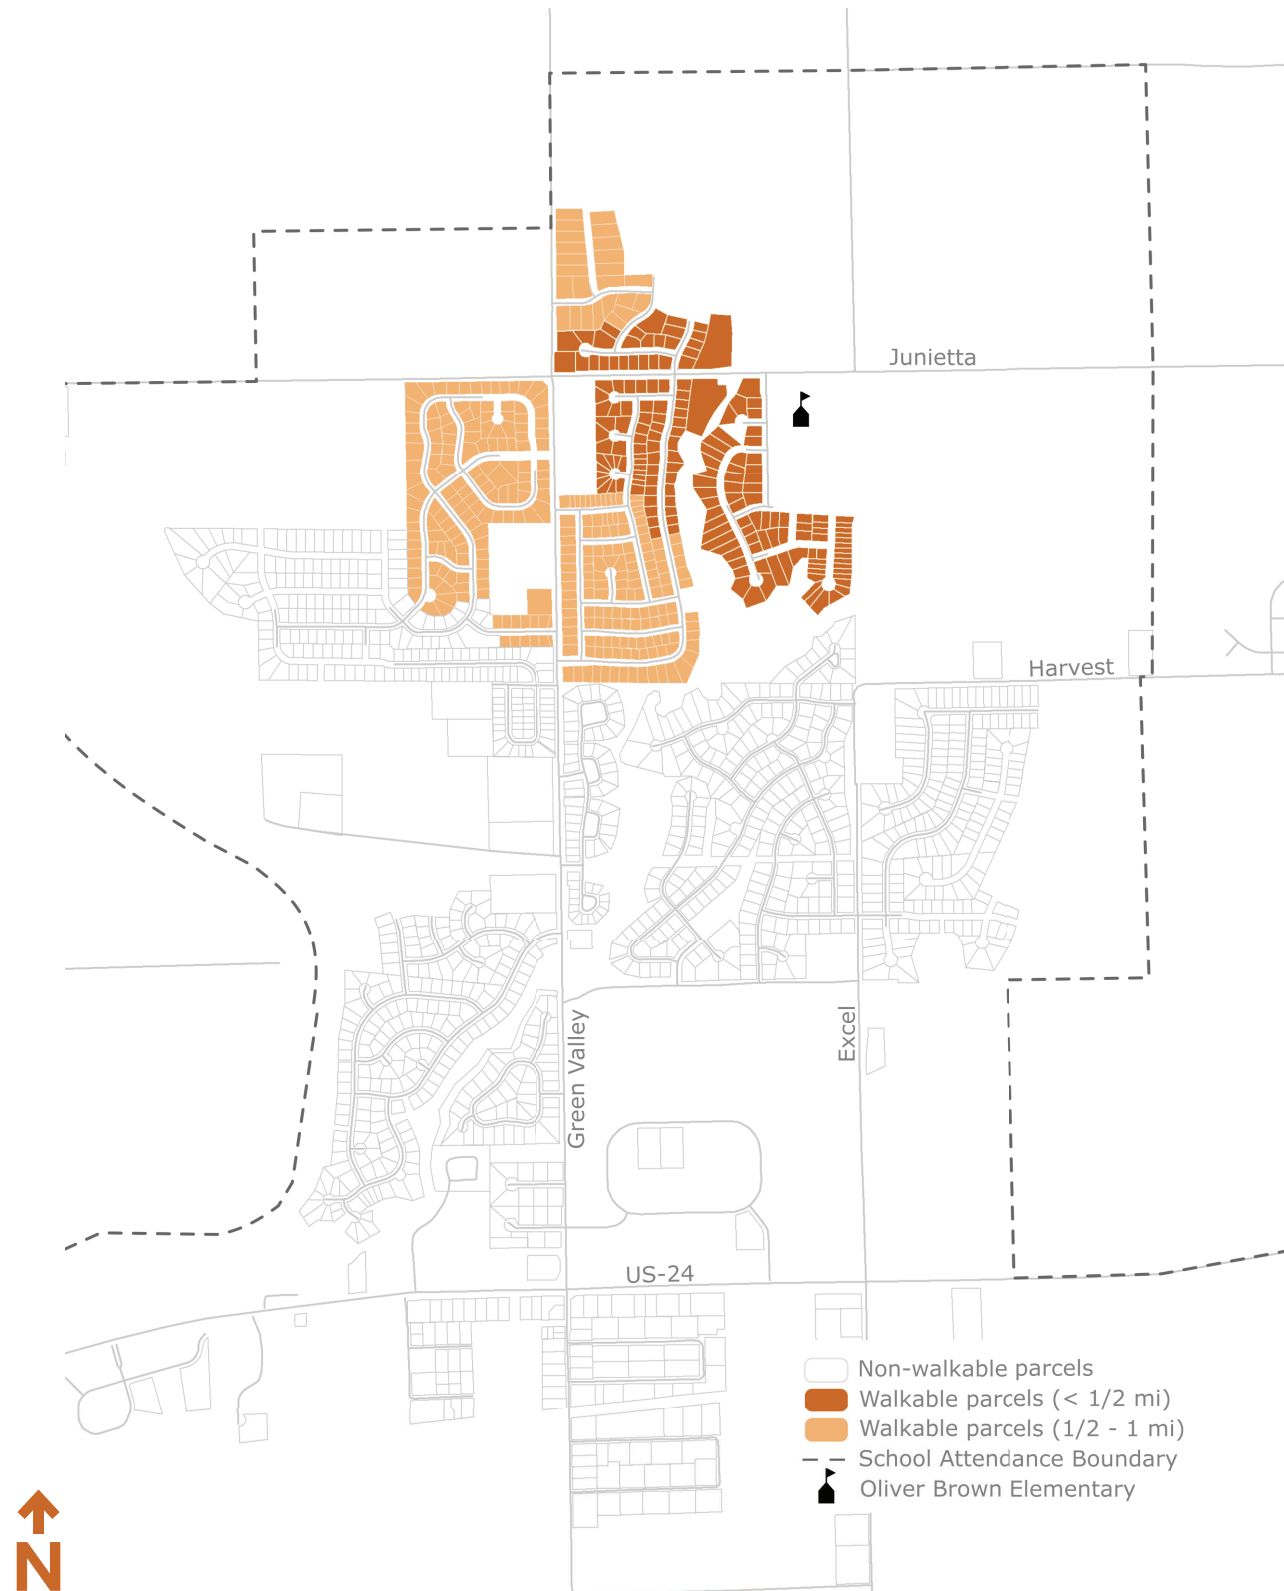 Junietta
Harvest
Green Valley
Excel
US-24
Non-walkable parcels
Walkable parcels (< 1/2 mi)
Walkable parcels (1/2 - 1 mi)
School Attendance Boundary
Oliver Brown Elementary
N